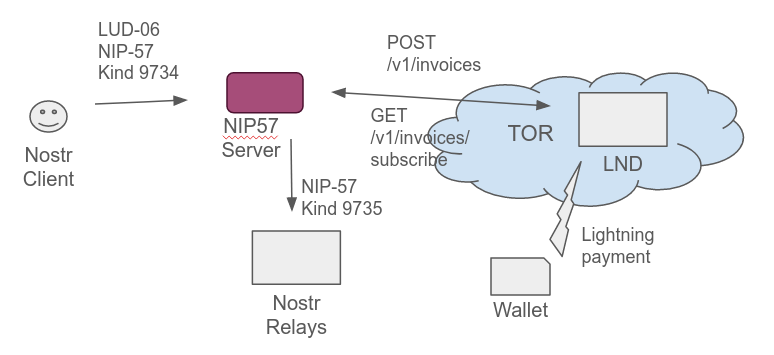 LUD-06
NIP-57
Kind 9734
Nostr
Client
NIP57
Server
POST
/v1/invoices
GET
/v1/invoices/
subscribe
TOR
LND
NIP-57
Kind 9735
Nostr
Relays
Lightning
payment
Wallet